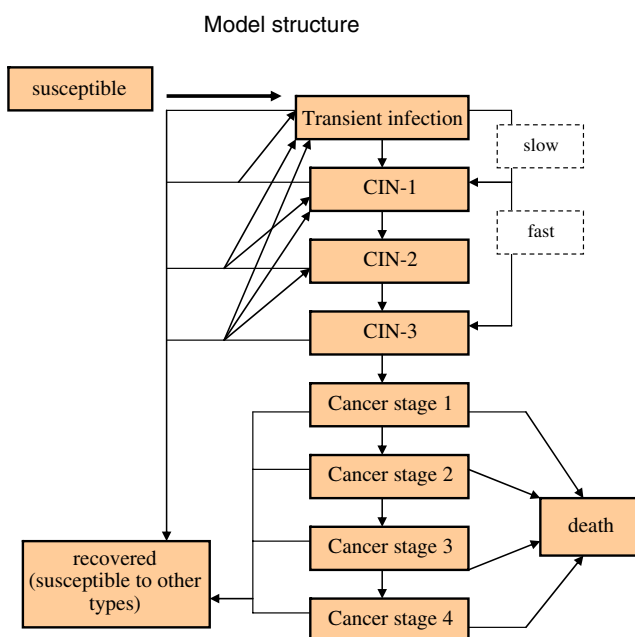 Model structure
susceptible
Transient infection
slow
CIN-1
fast
CIN-2
CIN-3
Cancer stage 1
Cancer stage 2
death
Cancer stage 3
recovered
(susceptible to other
types)
Cancer stage 4